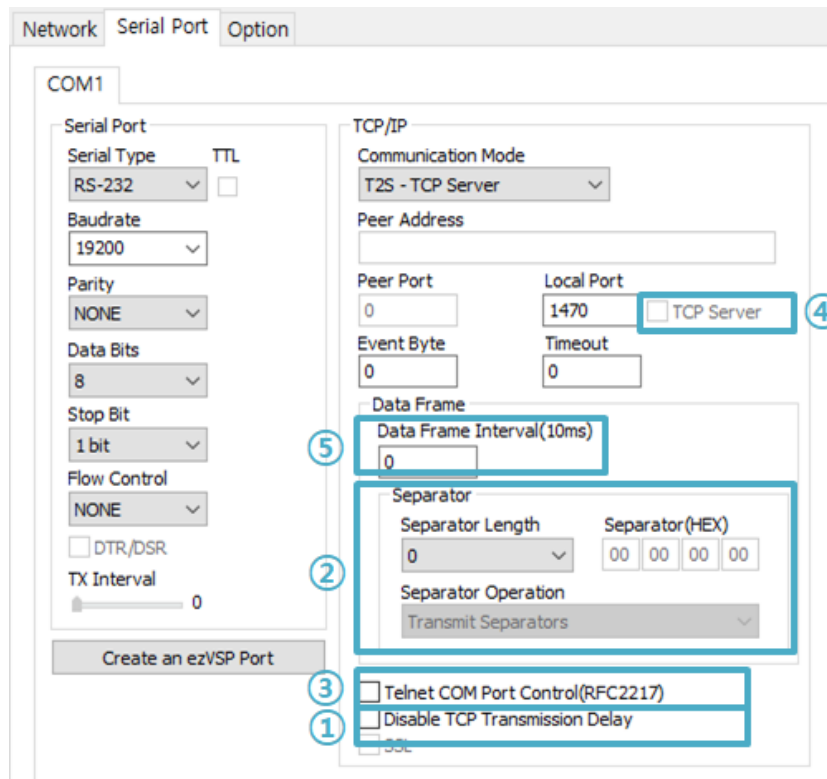 Network Serial Port Option
COM1
Serial Port
Serial Type TTL
RS-232
Baudrate
19200
Parity
NONE
Data Bits
8
Stop Bit
1 bit
Flow Control
NONE
DTR/DSR
TX Interval
0
Create an ezVSP Port
TCP/IP
Communication Mode
T2S - TCP Server
Peer Address
Peer Port Local Port
0 1470 TCP Server ④
Event Byte Timeout
0 0
Data Frame
⑤ Data Frame Interval(10ms)
0
Separator
Separator Length Separator(HEX)
② 0 00 00 00 00
Separator Operation
Transmit Separators
③ Telnet COM Port Control(RFC2217)
① Disable TCP Transmission Delay
SSL